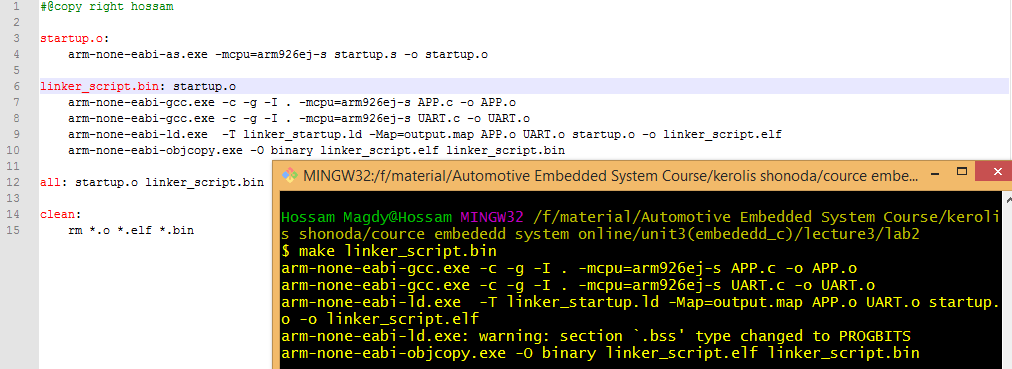 1 #@copy right hossam
2
3 startup.o:
4 arm-none-eabi-as.exe -mcpu=arm926ej-s startup.s -o startup.o
5
6 linker_script.bin: startup.o
7 arm-none-eabi-gcc.exe -c -g -I . -mcpu=arm926ej-s APP.c -o APP.o
8 arm-none-eabi-gcc.exe -c -g -I . -mcpu=arm926ej-s UART.c -o UART.o
9 arm-none-eabi-ld.exe -T linker_startup.ld -Map=output.map APP.o UART.o startup.o -o linker_script.elf
10 arm-none-eabi-objcopy.exe -O binary linker_script.elf linker_script.bin
11
12 all: startup.o linker_script.bin
13
14 clean:
15 rm *.o *.elf *.bin
MINGW32:/f/material/Automotive Embedded System Course/kerolis shonoda/cource embe...
Hossam Magdy@Hossam MINGW32 /f/material/Automotive Embedded System Course/keroli
s shonoda/cource embededd system online/unit3(embededd_c)/lecture3/lab2
$ make linker_script.bin
arm-none-eabi-gcc.exe -c -g -I . -mcpu=arm926ej-s APP.c -o APP.o
arm-none-eabi-gcc.exe -c -g -I . -mcpu=arm926ej-s UART.c -o UART.o
arm-none-eabi-ld.exe -T linker_startup.ld -Map=output.map APP.o UART.o startup.
o -o linker_script.elf
arm-none-eabi-ld.exe: warning: section `.bss' type changed to PROGBITS
arm-none-eabi-objcopy.exe -O binary linker_script.elf linker_script.bin